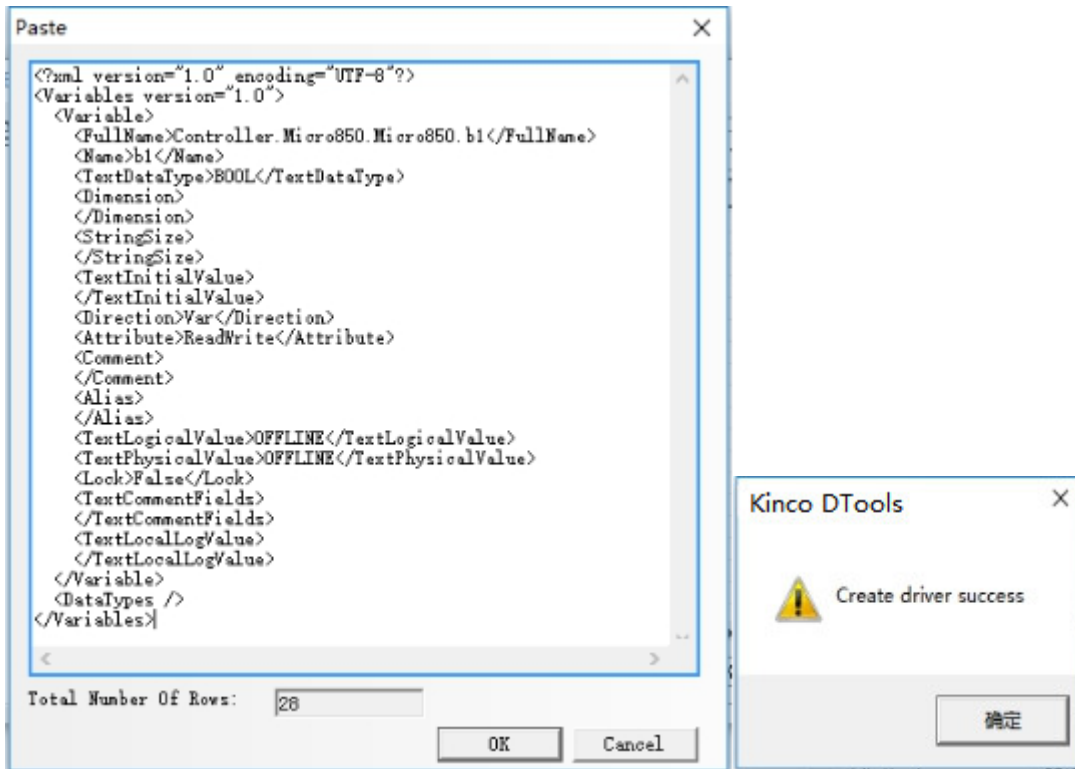 Paste
<?xml version="1.0" encoding="UTF-8"?>
<Variables version="1.0">
  <Variable>
    <FullName>Controller.Micro850.Micro850.b1</FullName>
    <Name>b1</Name>
    <TextDataType>BOOL</TextDataType>
    <Dimension>
    </Dimension>
    <StringSize>
    </StringSize>
    <TextInitialValue>
    </TextInitialValue>
    <Direction>Var</Direction>
    <Attribute>ReadWrite</Attribute>
    <Comment>
    </Comment>
    <Alias>
    </Alias>
    <TextLogicalValue>OFFLINE</TextLogicalValue>
    <TextPhysicalValue>OFFLINE</TextPhysicalValue>
    <Lock>False</Lock>
    <TextCommentFields>
    </TextCommentFields>
    <TextLocalLogValue>
    </TextLocalLogValue>
  </Variable>
  <DataTypes />
</Variables>
Total Number Of Rows: 28
OK Cancel
Kinco DTools
Create driver success
确定